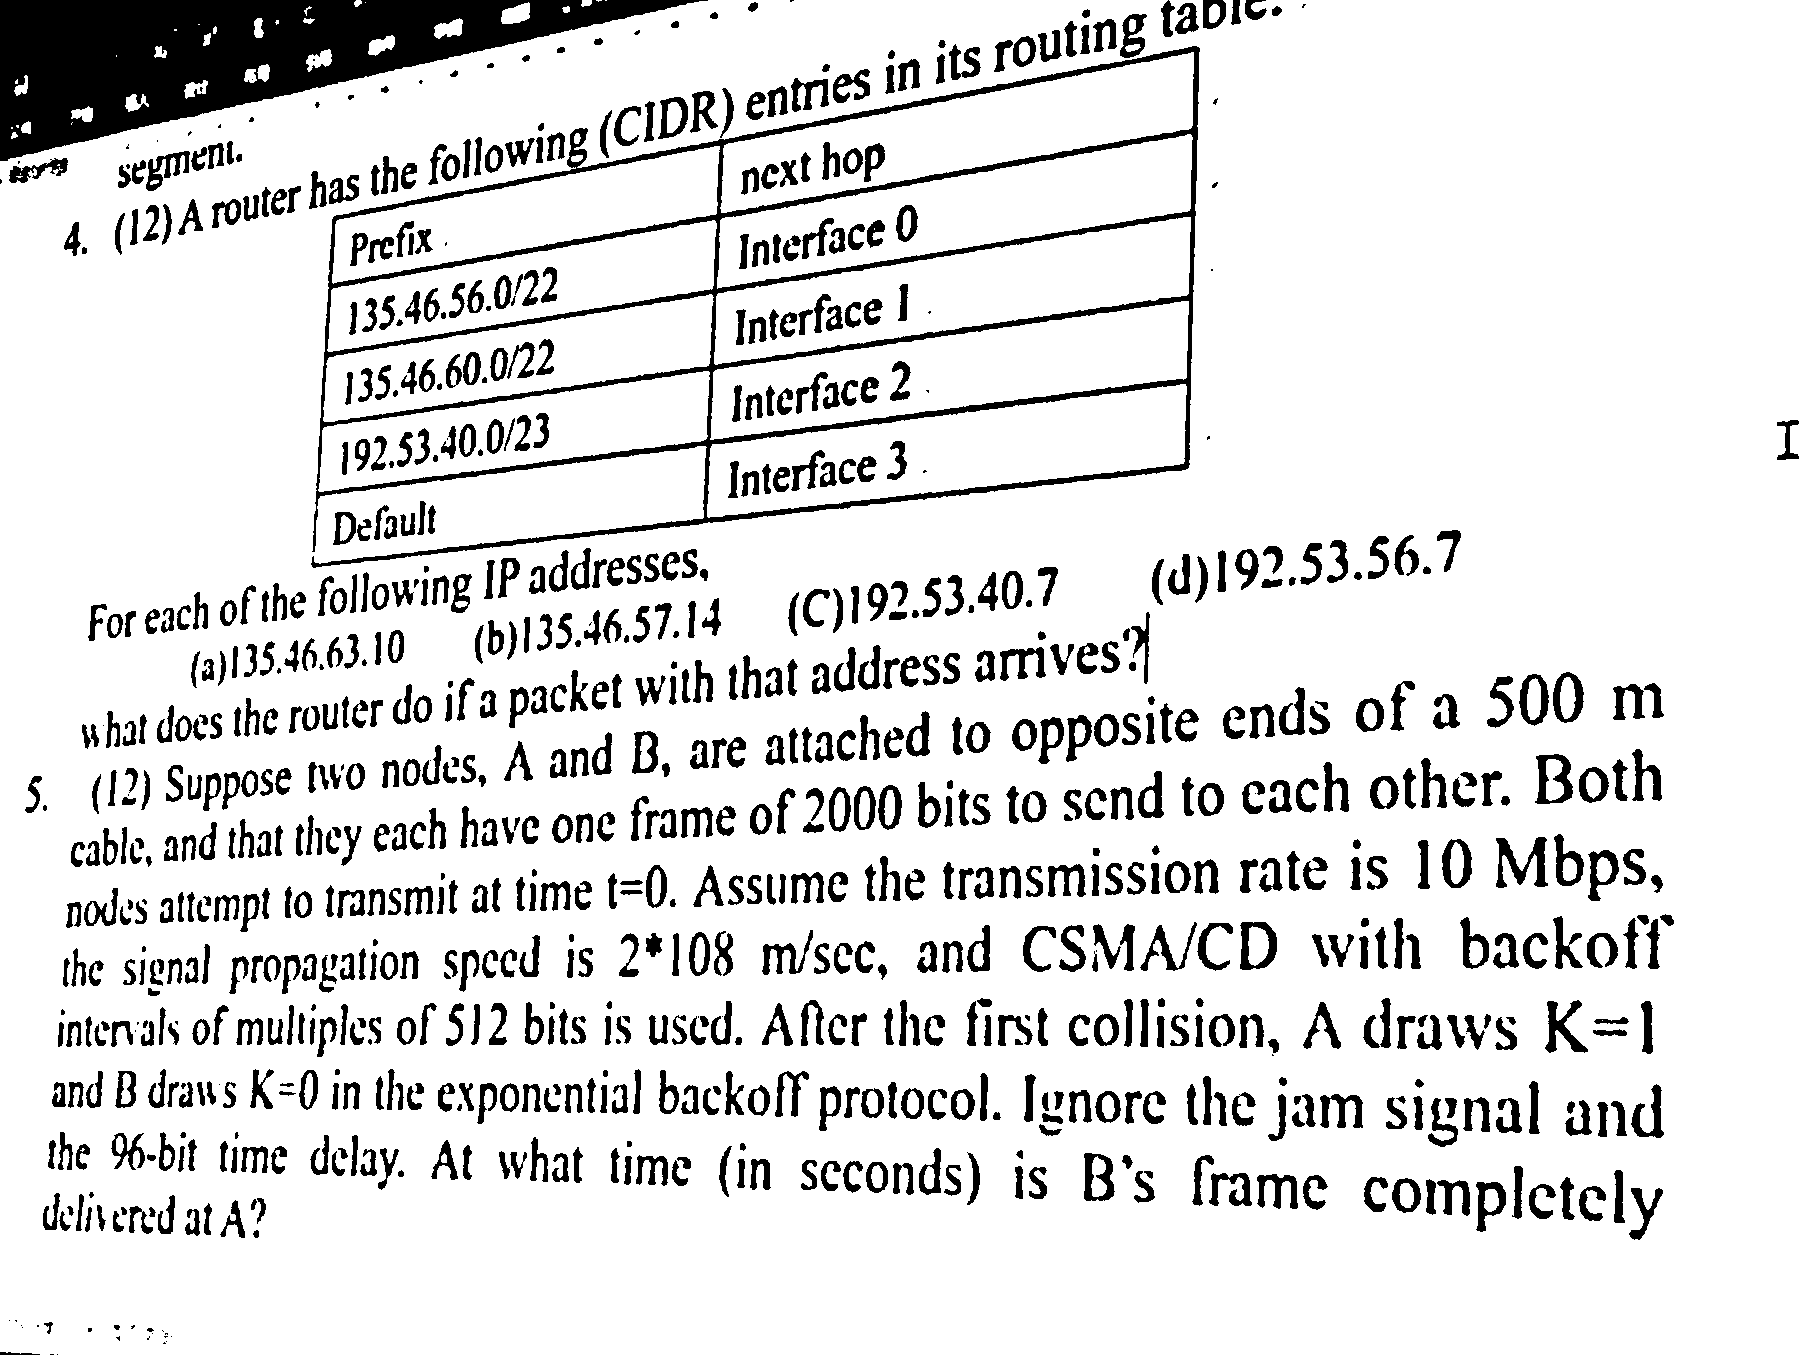 segment.
4. (12) A router has the following (CIDR) entries in its routing table:
Prefix next hop
135.46.56.0/22 Interface 0
135.46.60.0/22 Interface 1
192.53.40.0/23 Interface 2
Default Interface 3
For each of the following IP addresses,
(a)135.46.63.10 (b)135.46.57.14 (C)192.53.40.7 (d)192.53.56.7
what does the router do if a packet with that address arrives?
5. (12) Suppose two nodes, A and B, are attached to opposite ends of a 500 m
cable, and that they each have one frame of 2000 bits to send to each other. Both
nodes attempt to transmit at time t=0. Assume the transmission rate is 10 Mbps,
the signal propagation speed is 2*108 m/sec, and CSMA/CD with backoff
intervals of multiples of 512 bits is used. After the first collision, A draws K=1
and B draws K=0 in the exponential backoff protocol. Ignore the jam signal and
the 96-bit time delay. At what time (in seconds) is B's frame completely
delivered at A?